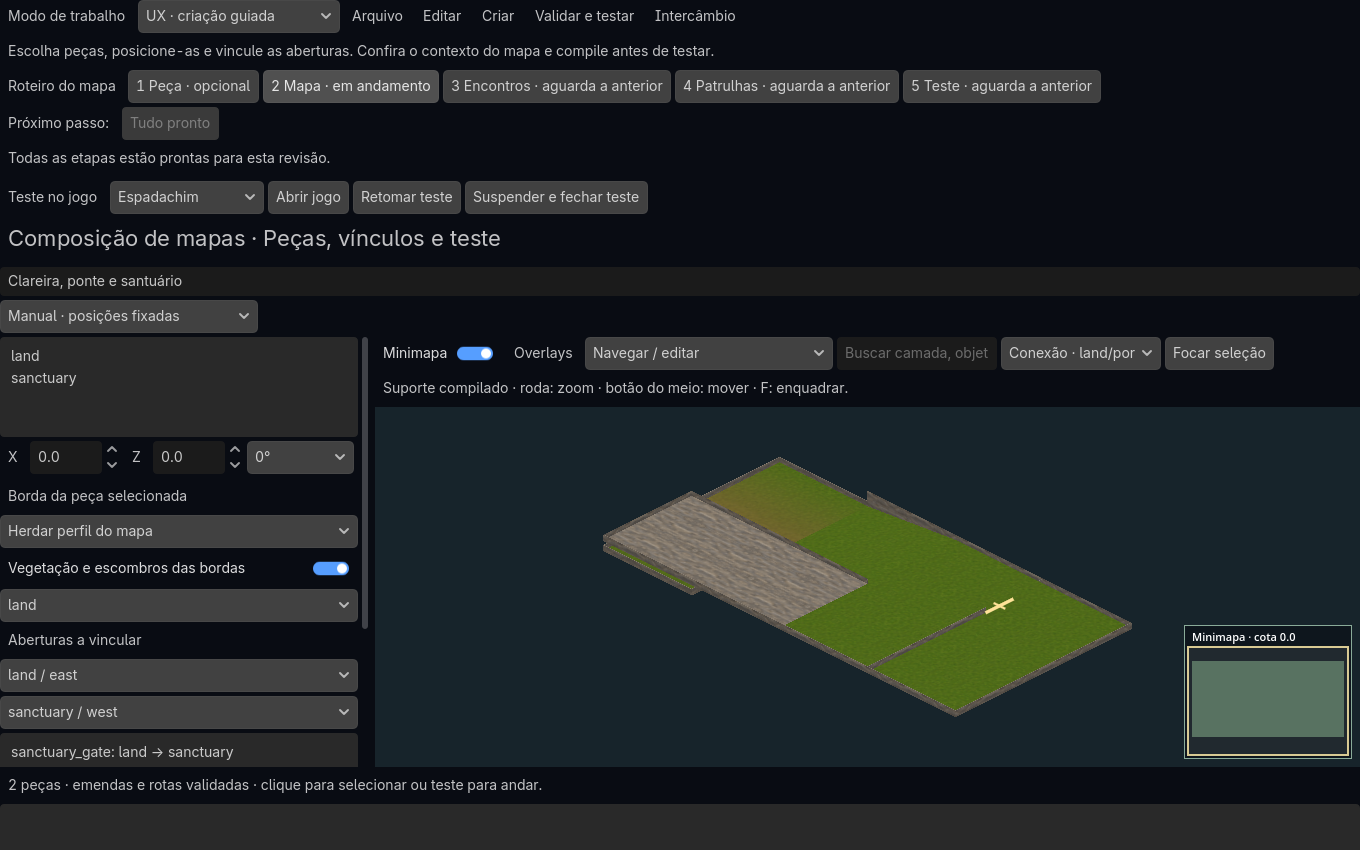 Modo de trabalho UX · criação guiada Arquivo Editar Criar Validar e testar Intercâmbio
Escolha peças, posicione-as e vincule as aberturas. Confira o contexto do mapa e compile antes de testar.
Roteiro do mapa 1 Peça · opcional 2 Mapa · em andamento 3 Encontros · aguarda a anterior 4 Patrulhas · aguarda a anterior 5 Teste · aguarda a anterior
Próximo passo: Tudo pronto
Todas as etapas estão prontas para esta revisão.
Teste no jogo Espadachim Abrir jogo Retomar teste Suspender e fechar teste
Composição de mapas · Peças, vínculos e teste
Clareira, ponte e santuário
Manual · posições fixadas
land
sanctuary
X 0.0 Z 0.0 0°
Borda da peça selecionada
Herdar perfil do mapa
Vegetação e escombros das bordas
land
Aberturas a vincular
land / east
sanctuary / west
sanctuary_gate: land → sanctuary
Minimapa Overlays Navegar / editar Buscar camada, objet Conexão · land/por Focar seleção
Suporte compilado · roda: zoom · botão do meio: mover · F: enquadrar.
Minimapa · cota 0.0
2 peças · emendas e rotas validadas · clique para selecionar ou teste para andar.